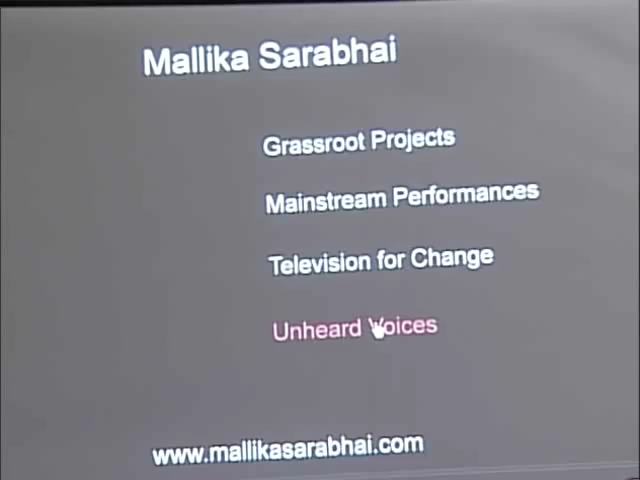 Mallika Sarabhai
Grassroot Projects
Mainstream Performances
Television for Change
Unheard Voices
www.mallikasarabhai.com